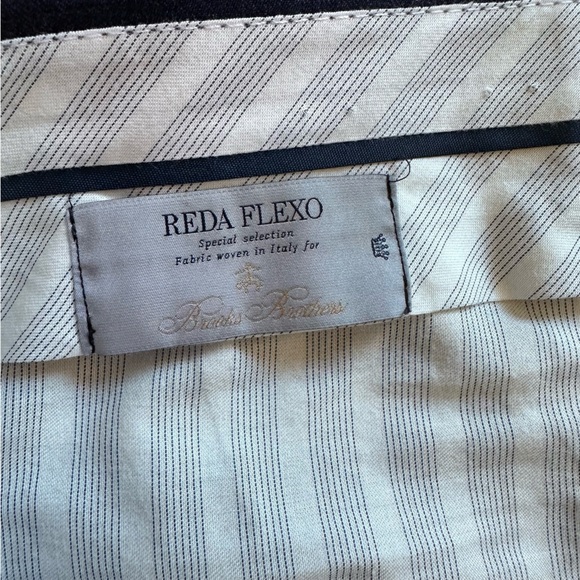 REDA FLEXO
Special selection
Fabric woven in Italy for
Brooks Brothers